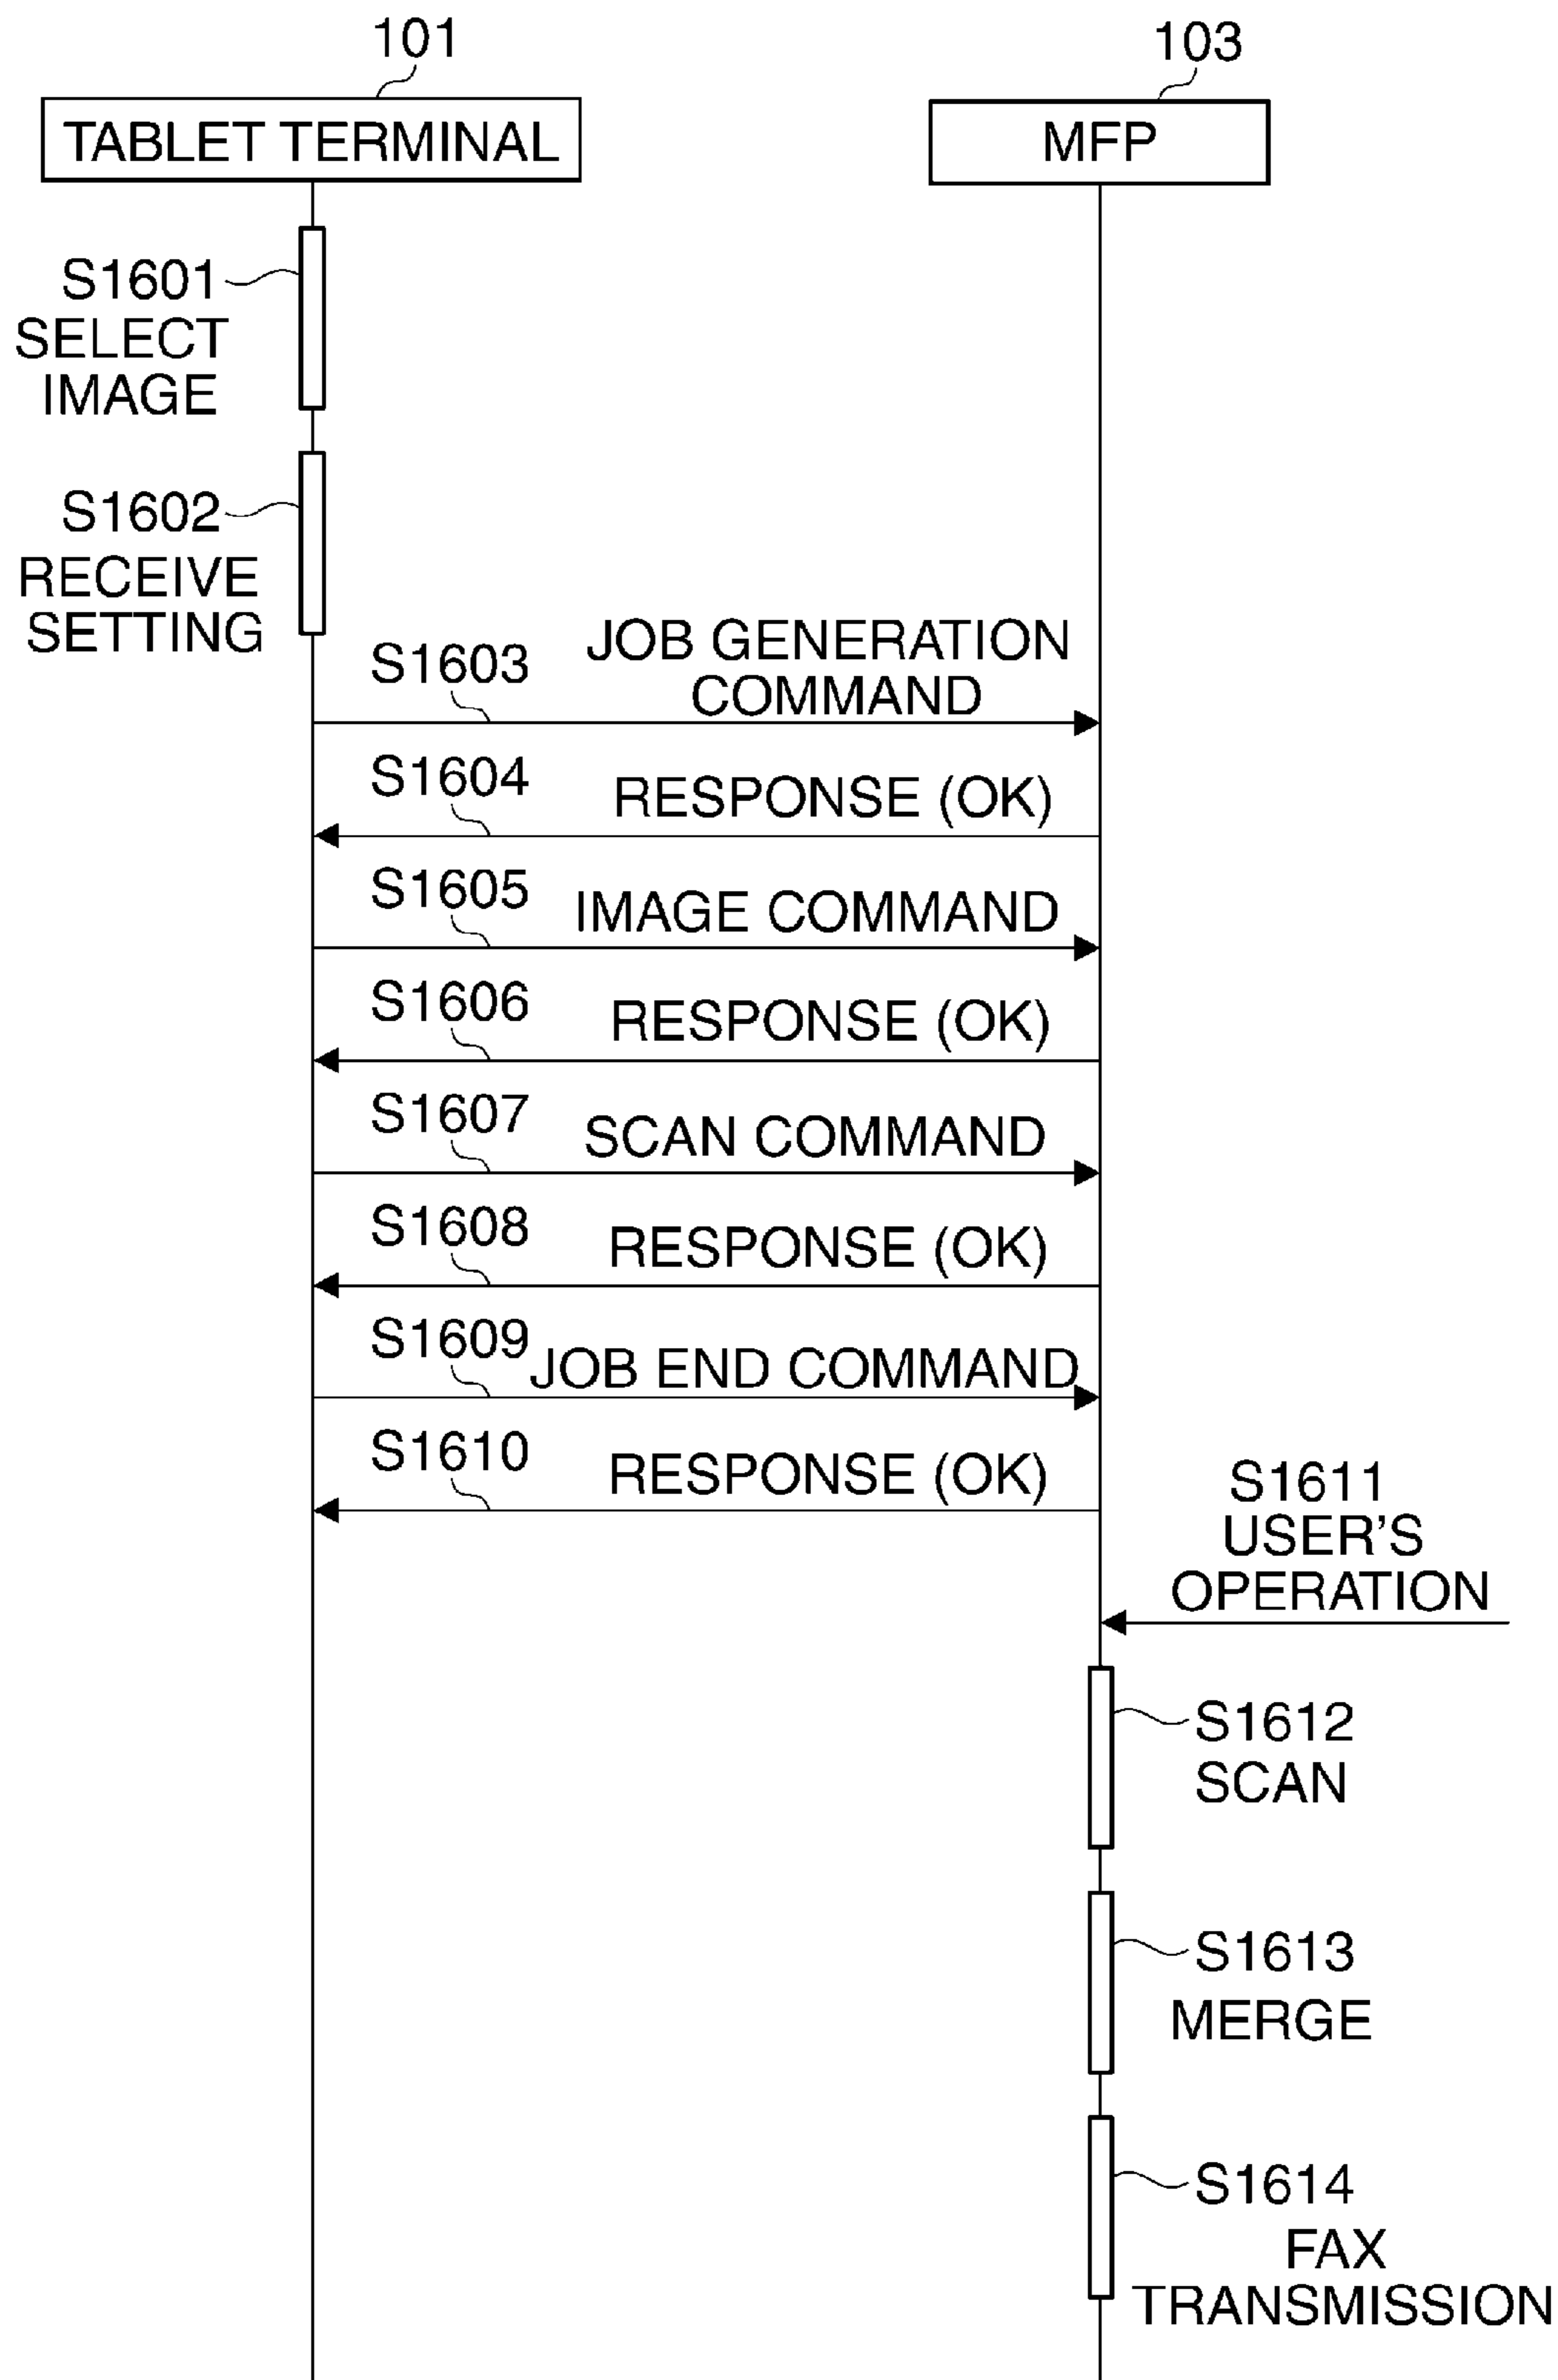 101
103
TABLET TERMINAL
MFP
S1601
SELECT
IMAGE
S1602
RECEIVE
SETTING
S1603
JOB GENERATION
COMMAND
S1604
RESPONSE (OK)
S1605
IMAGE COMMAND
S1606
RESPONSE (OK)
S1607
SCAN COMMAND
S1608
RESPONSE (OK)
S1609
JOB END COMMAND
S1610
RESPONSE (OK)
S1611
USER’S
OPERATION
S1612
SCAN
S1613
MERGE
S1614
FAX
TRANSMISSION